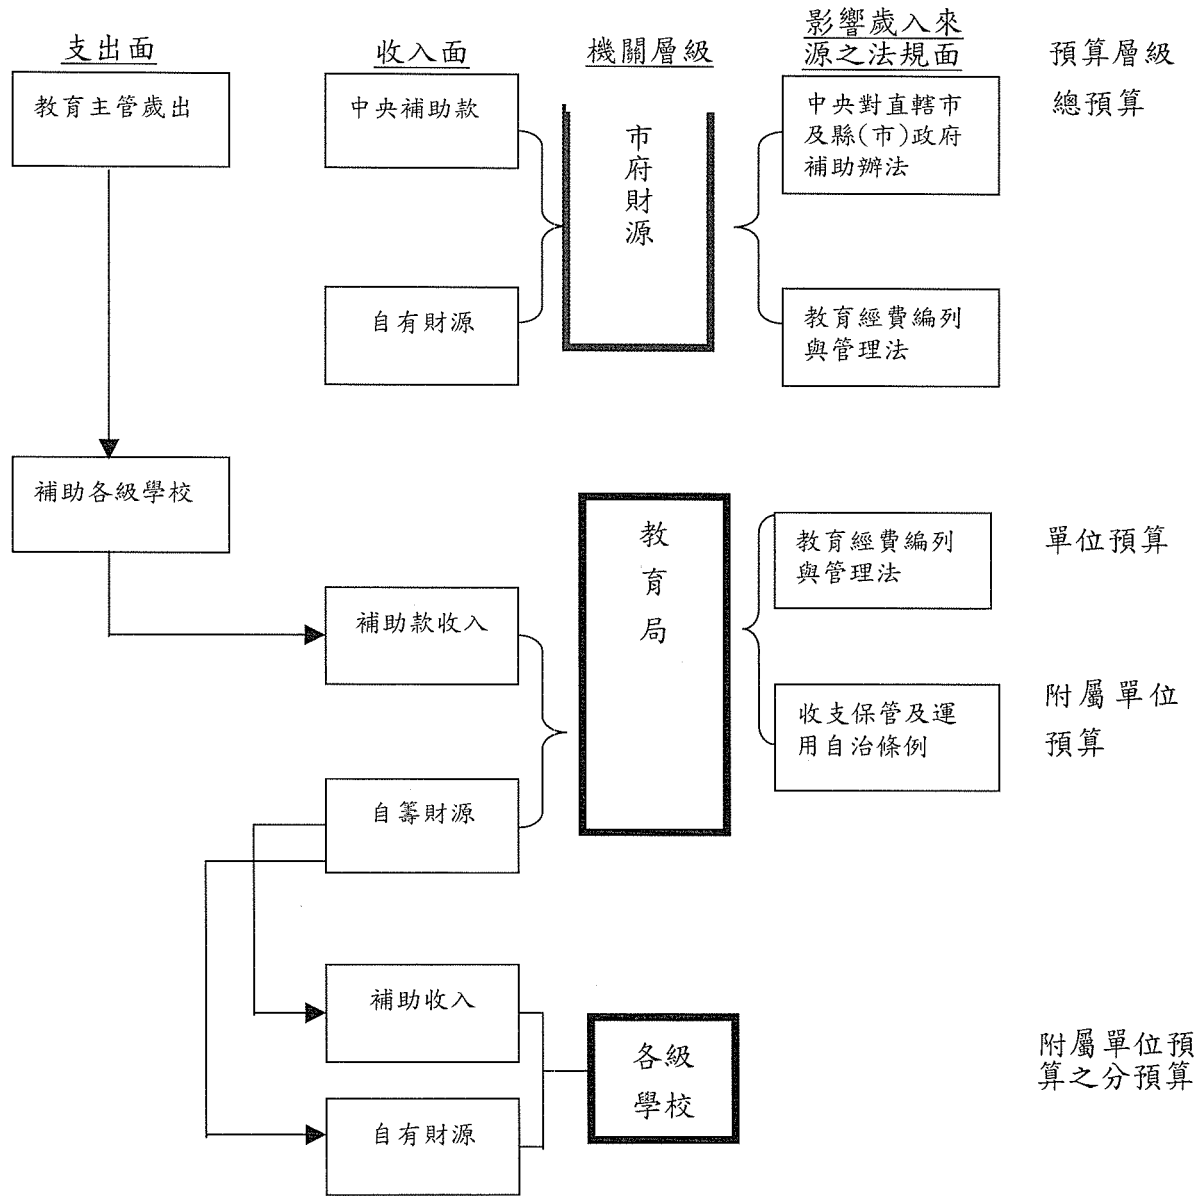 支出面
收入面
機關層級
影響歲入來
源之法規面
預算層級
教育主管歲出
中央補助款
市府財源
中央對直轄市
及縣(市)政府
補助辦法
總預算
自有財源
教育經費編列
與管理法
補助各級學校
教育局
教育經費編列
與管理法
單位預算
補助款收入
收支保管及運
用自治條例
附屬單位
預算
自籌財源
補助收入
各級
學校
附屬單位預
算之分預算
自有財源